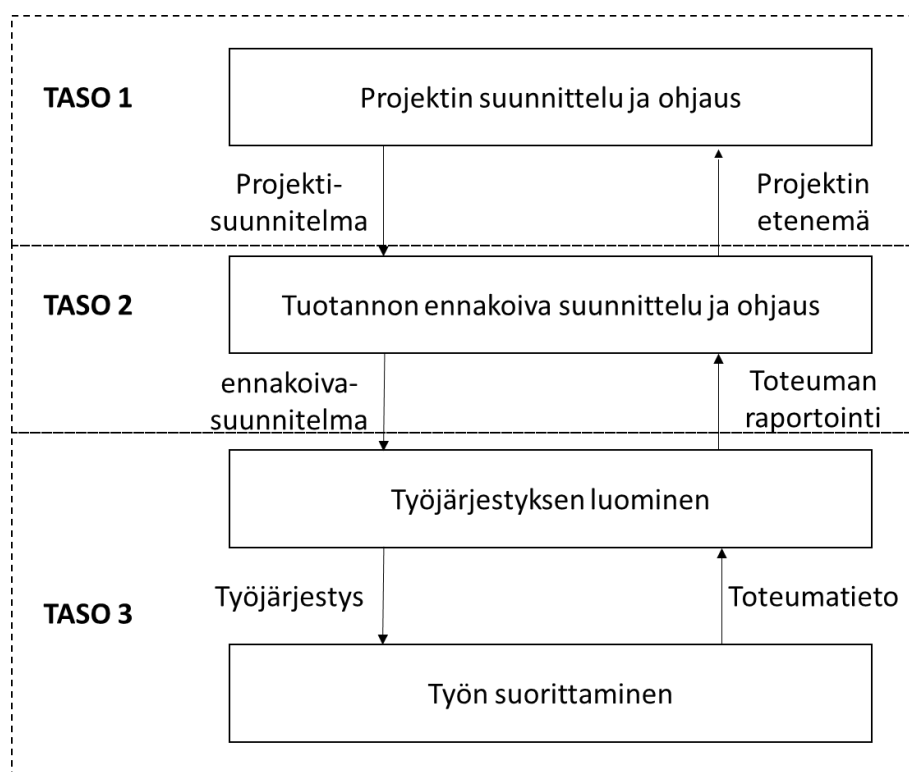 TASO 1
Projektin suunnittelu ja ohjaus
Projekti-
suunnitelma
Projektin
etenemä
TASO 2
Tuotannon ennakoiva suunnittelu ja ohjaus
ennakoiva-
suunnitelma
Toteuman
raportointi
Työjärjestyksen luominen
TASO 3
Työjärjestys
Toteumatieto
Työn suorittaminen